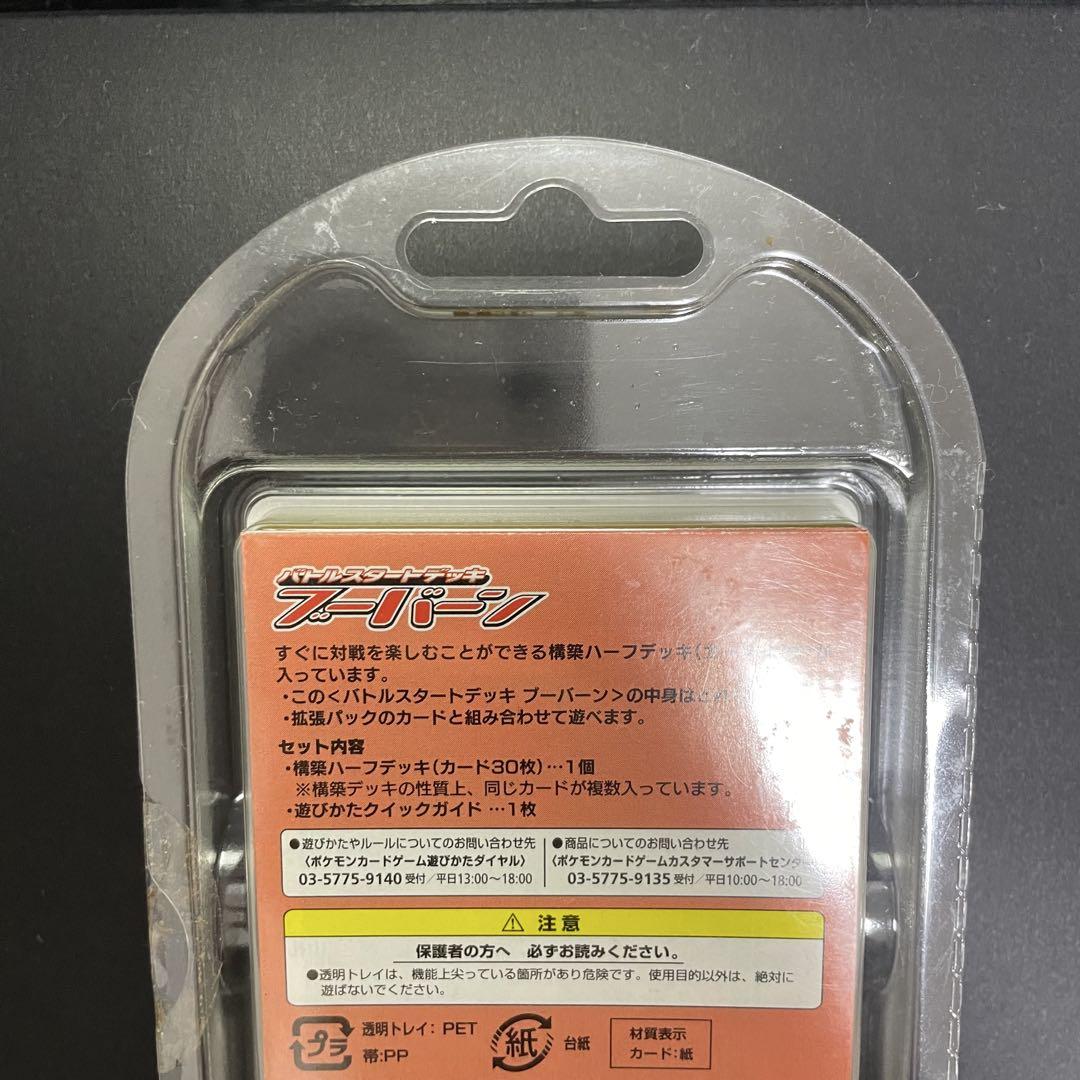 バトルスタートデッキ
ブーバーン
すぐに対戦を楽しむことができる構築ハーフデッキ(
入っています。
・この<バトルスタートデッキ ブーバーン>の中身は
・拡張パックのカードと組み合わせて遊べます。
セット内容
・構築ハーフデッキ(カード30枚)…1個
※構築デッキの性質上、同じカードが複数入っています。
・遊びかたクイックガイド …1枚
●遊びかたやルールについてのお問い合わせ先
〈ポケモンカードゲーム遊びかたダイヤル〉
03-5775-9140 受付/平日13:00~18:00
●商品についてのお問い合わせ先
〈ポケモンカードゲームカスタマーサポートセンター
03-5775-9135 受付/平日10:00~18:00
⚠ 注意
保護者の方へ 必ずお読みください。
●透明トレイは、機能上尖っている箇所があり危険です。使用目的以外は、絶対に
遊ばないでください。
プラ
透明トレイ: PET
帯:PP
紙
台紙
材質表示
カード:紙